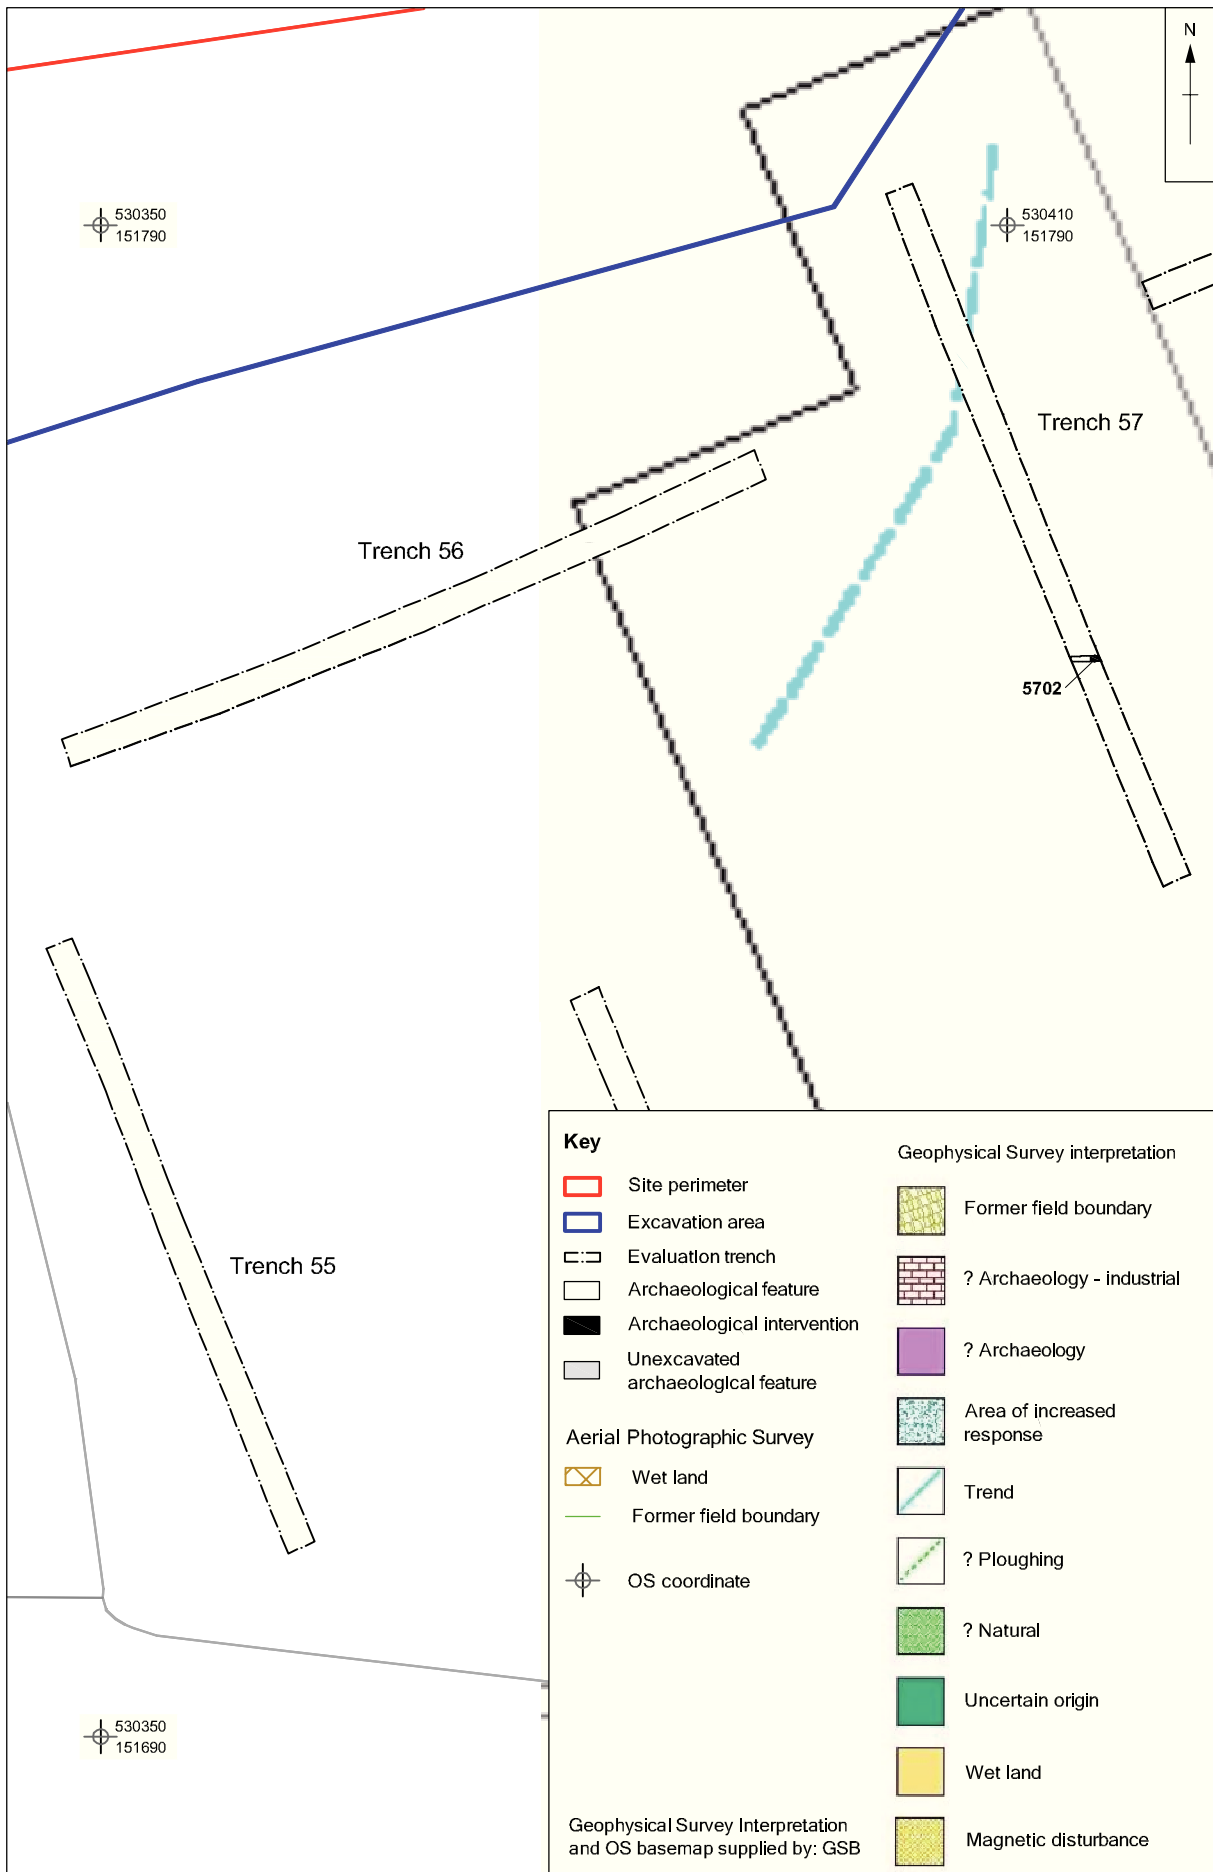 N
530350
151790
530410
151790
Trench 57
Trench 56
5702
Trench 55
530350
151690
Key
Site perimeter
Excavation area
Evaluation trench
Archaeological feature
Archaeological intervention
Unexcavated
archaeological feature
Aerial Photographic Survey
Wet land
Former field boundary
OS coordinate
Geophysical Survey Interpretation
and OS basemap supplied by: GSB
Geophysical Survey interpretation
Former field boundary
? Archaeology - industrial
? Archaeology
Area of increased
response
Trend
? Ploughing
? Natural
Uncertain origin
Wet land
Magnetic disturbance